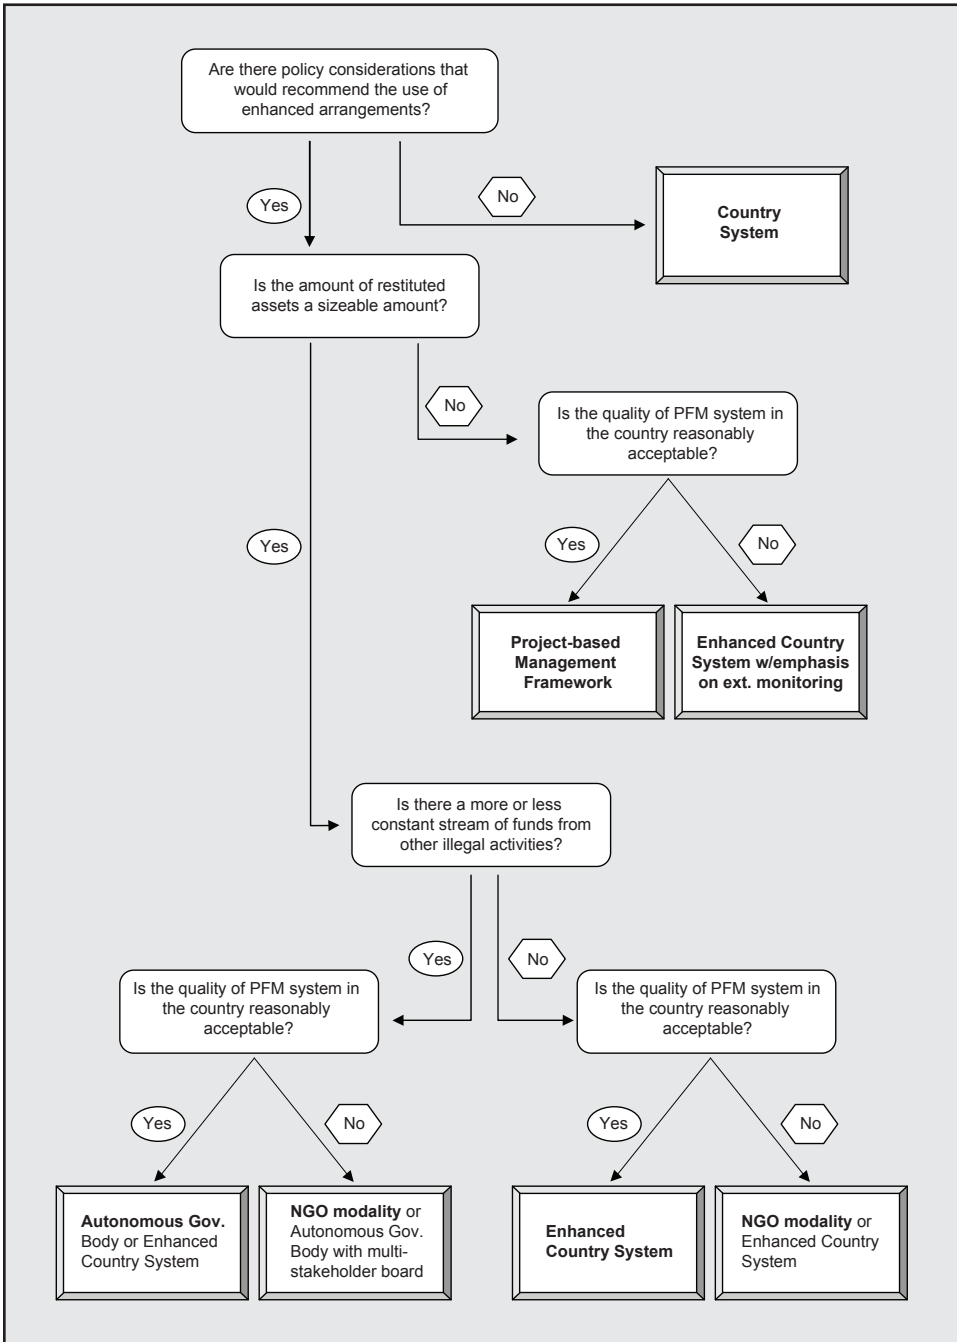 Are there policy considerations that
would recommend the use of
enhanced arrangements?
Yes
No
Country
System
Is the amount of restituted
assets a sizeable amount?
No
Is the quality of PFM system in
the country reasonably
acceptable?
Yes
Yes
No
Project-based
Management
Framework
Enhanced Country
System w/emphasis
on ext. monitoring
Is there a more or less
constant stream of funds from
other illegal activities?
Yes
No
Is the quality of PFM system in
the country reasonably
acceptable?
Is the quality of PFM system in
the country reasonably
acceptable?
Yes
No
Yes
No
Autonomous Gov.
Body or Enhanced
Country System
NGO modality or
Autonomous Gov.
Body with multi-
stakeholder board
Enhanced
Country System
NGO modality or
Enhanced Country
System